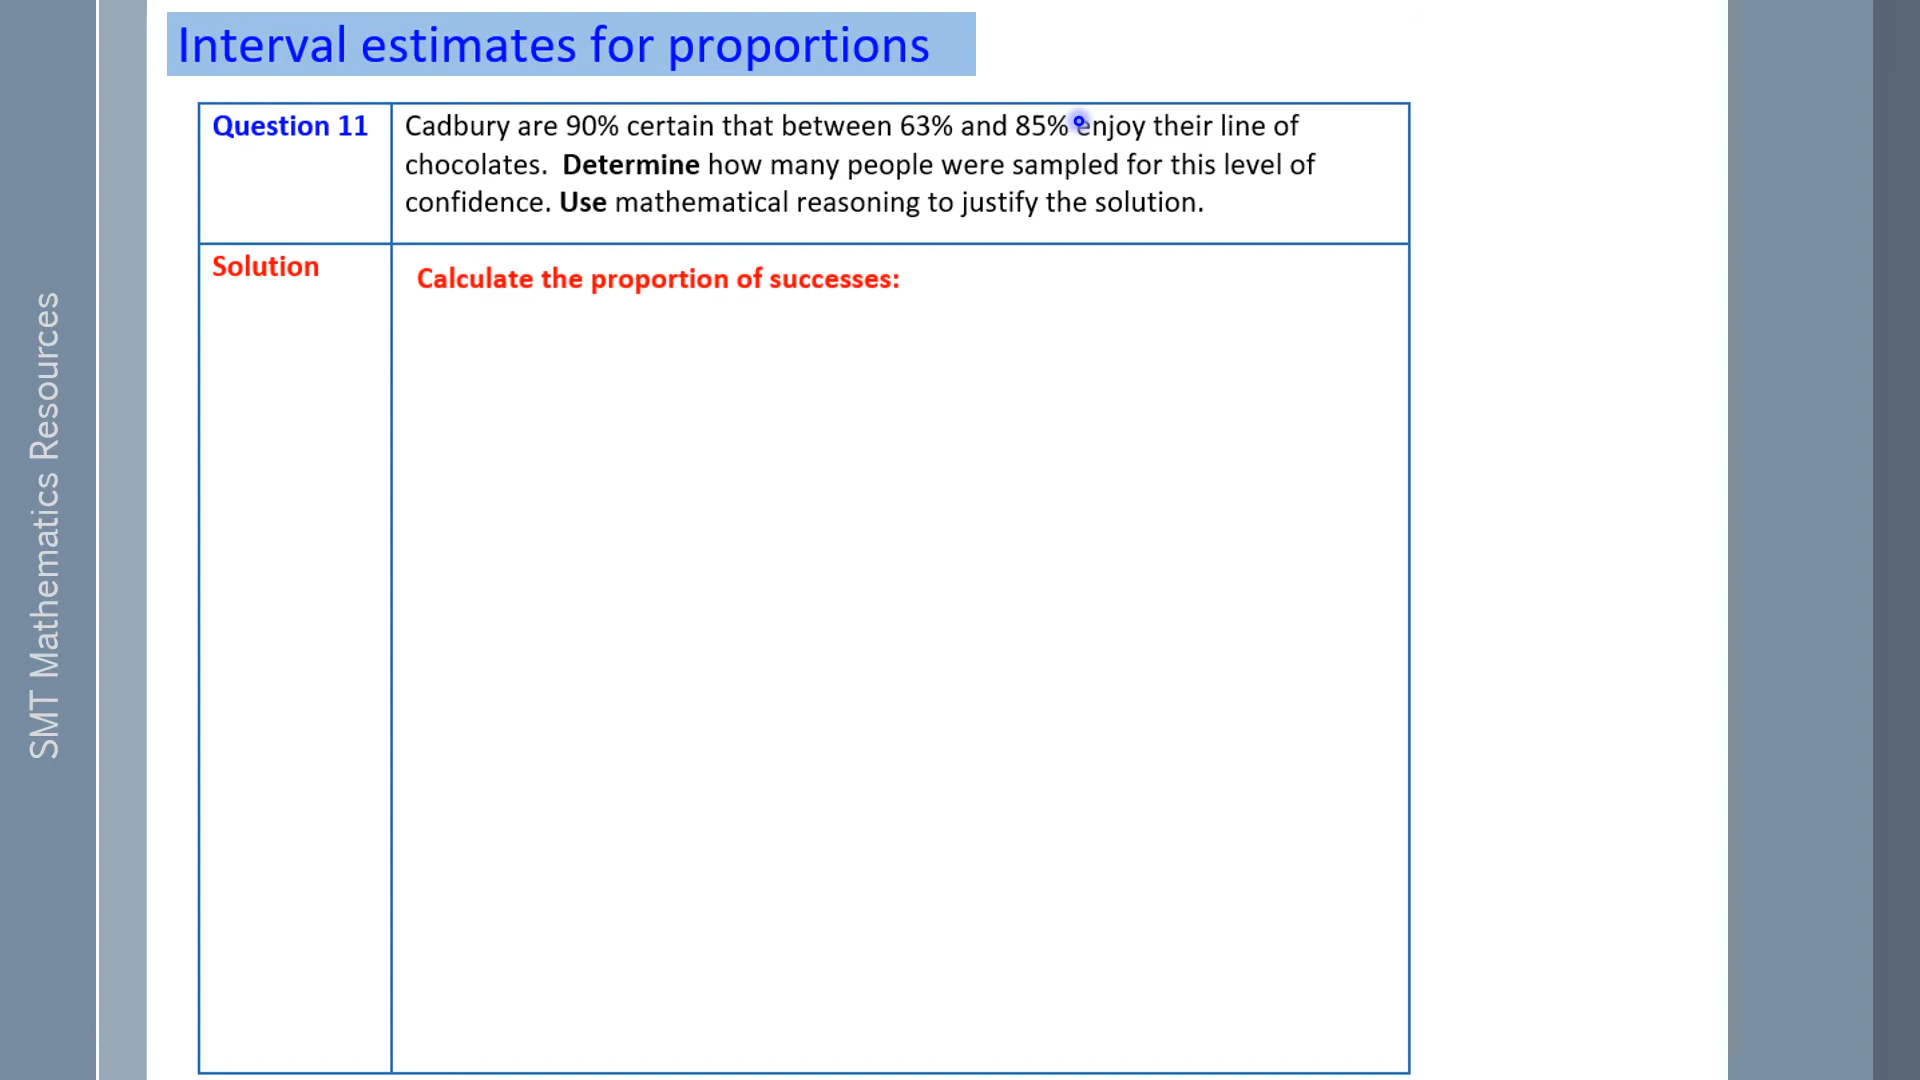 Interval estimates for proportions
Question 11
Cadbury are 90% certain that between 63% and 85% enjoy their line of
chocolates. Determine how many people were sampled for this level of
confidence. Use mathematical reasoning to justify the solution.
Solution
Calculate the proportion of successes:
SMT Mathematics Resources